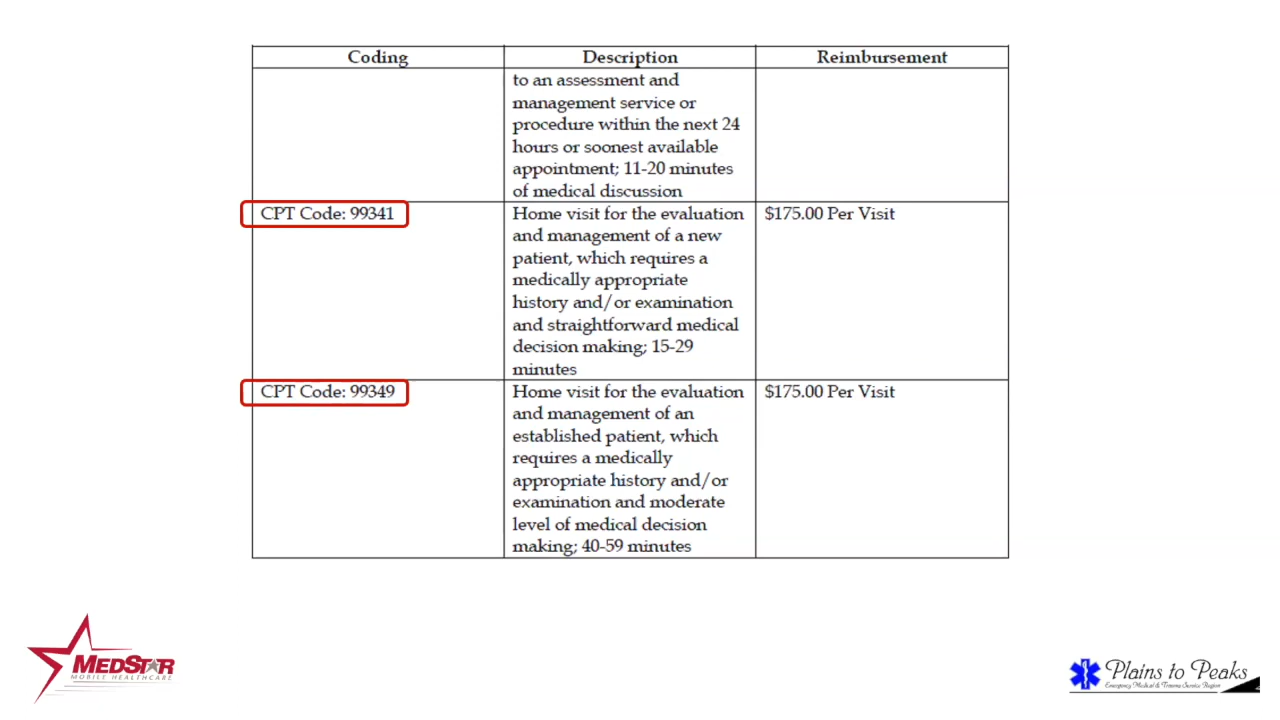 Coding Description Reimbursement
to an assessment and
management service or
procedure within the next 24
hours or soonest available
appointment; 11-20 minutes
of medical discussion
CPT Code: 99341
Home visit for the evaluation
and management of a new
patient, which requires a
medically appropriate
history and/or examination
and straightforward medical
decision making; 15-29
minutes
$175.00 Per Visit
CPT Code: 99349
Home visit for the evaluation
and management of an
established patient, which
requires a medically
appropriate history and/or
examination and moderate
level of medical decision
making; 40-59 minutes
$175.00 Per Visit
MEDSTAR
MOBILE HEALTHCARE
Plains to Peaks
Emergency Medical & Trauma Service Region